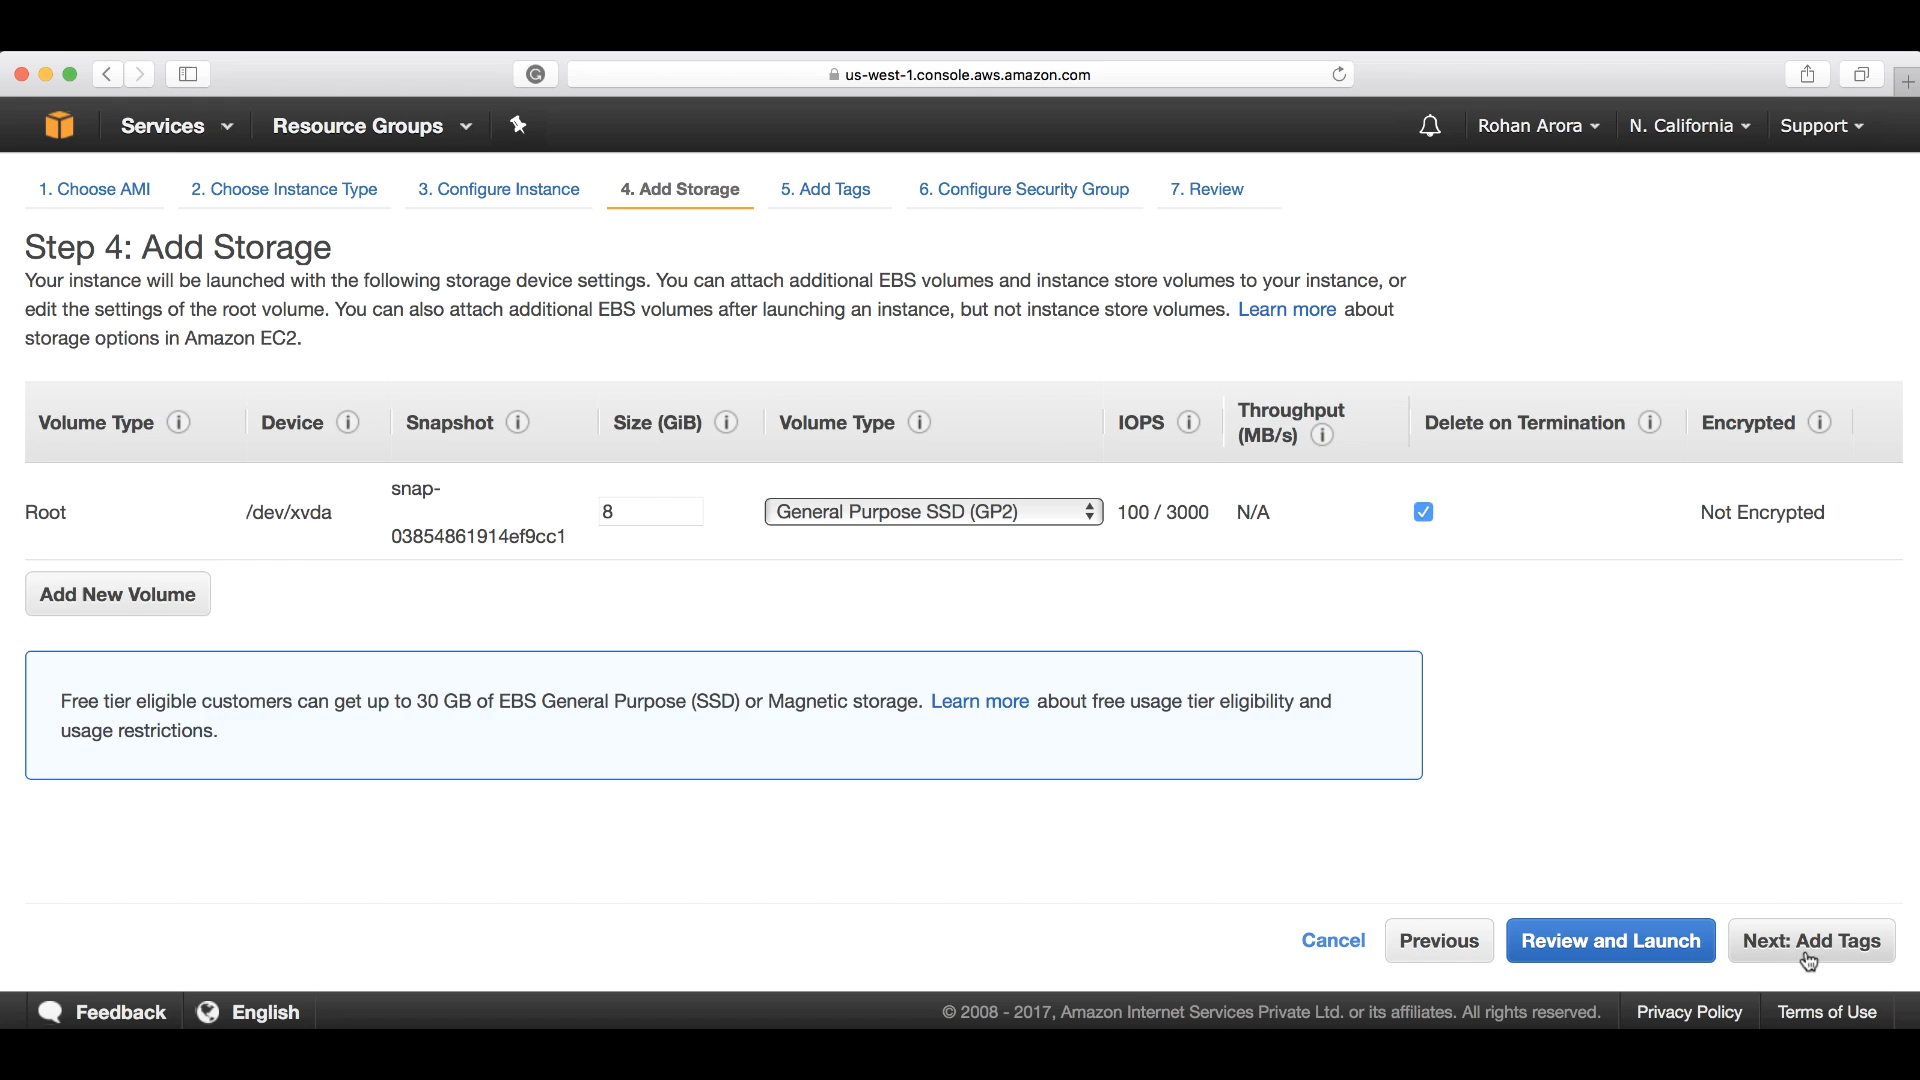 us-west-1.console.aws.amazon.com
Services
Resource Groups
Rohan Arora
N. California
Support
1. Choose AMI
2. Choose Instance Type
3. Configure Instance
4. Add Storage
5. Add Tags
6. Configure Security Group
7. Review
Step 4: Add Storage
Your instance will be launched with the following storage device settings. You can attach additional EBS volumes and instance store volumes to your instance, or
edit the settings of the root volume. You can also attach additional EBS volumes after launching an instance, but not instance store volumes. Learn more about
storage options in Amazon EC2.
Volume Type
Device
Snapshot
Size (GiB)
Volume Type
IOPS
Throughput
(MB/s)
Delete on Termination
Encrypted
Root
/dev/xvda
snap-
03854861914ef9cc1
8
General Purpose SSD (GP2)
100 / 3000
N/A
Not Encrypted
Add New Volume
Free tier eligible customers can get up to 30 GB of EBS General Purpose (SSD) or Magnetic storage. Learn more about free usage tier eligibility and
usage restrictions.
Cancel
Previous
Review and Launch
Next: Add Tags
Feedback
English
© 2008 - 2017, Amazon Internet Services Private Ltd. or its affiliates. All rights reserved.
Privacy Policy
Terms of Use